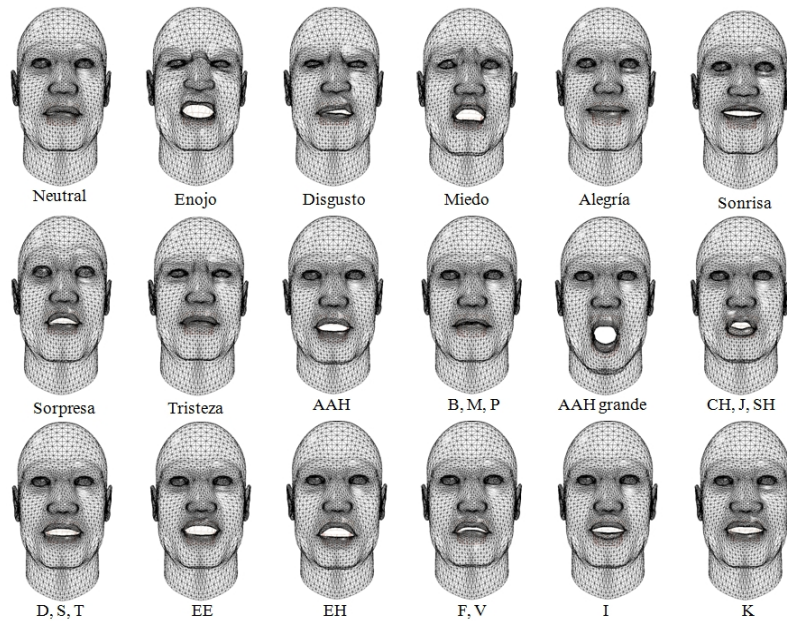 Neutral
Enojo
Disgusto
Miedo
Alegría
Sonrisa
Sorpresa
Tristeza
AAH
B, M, P
AAH grande
CH, J, SH
D, S, T
EE
EH
F, V
I
K